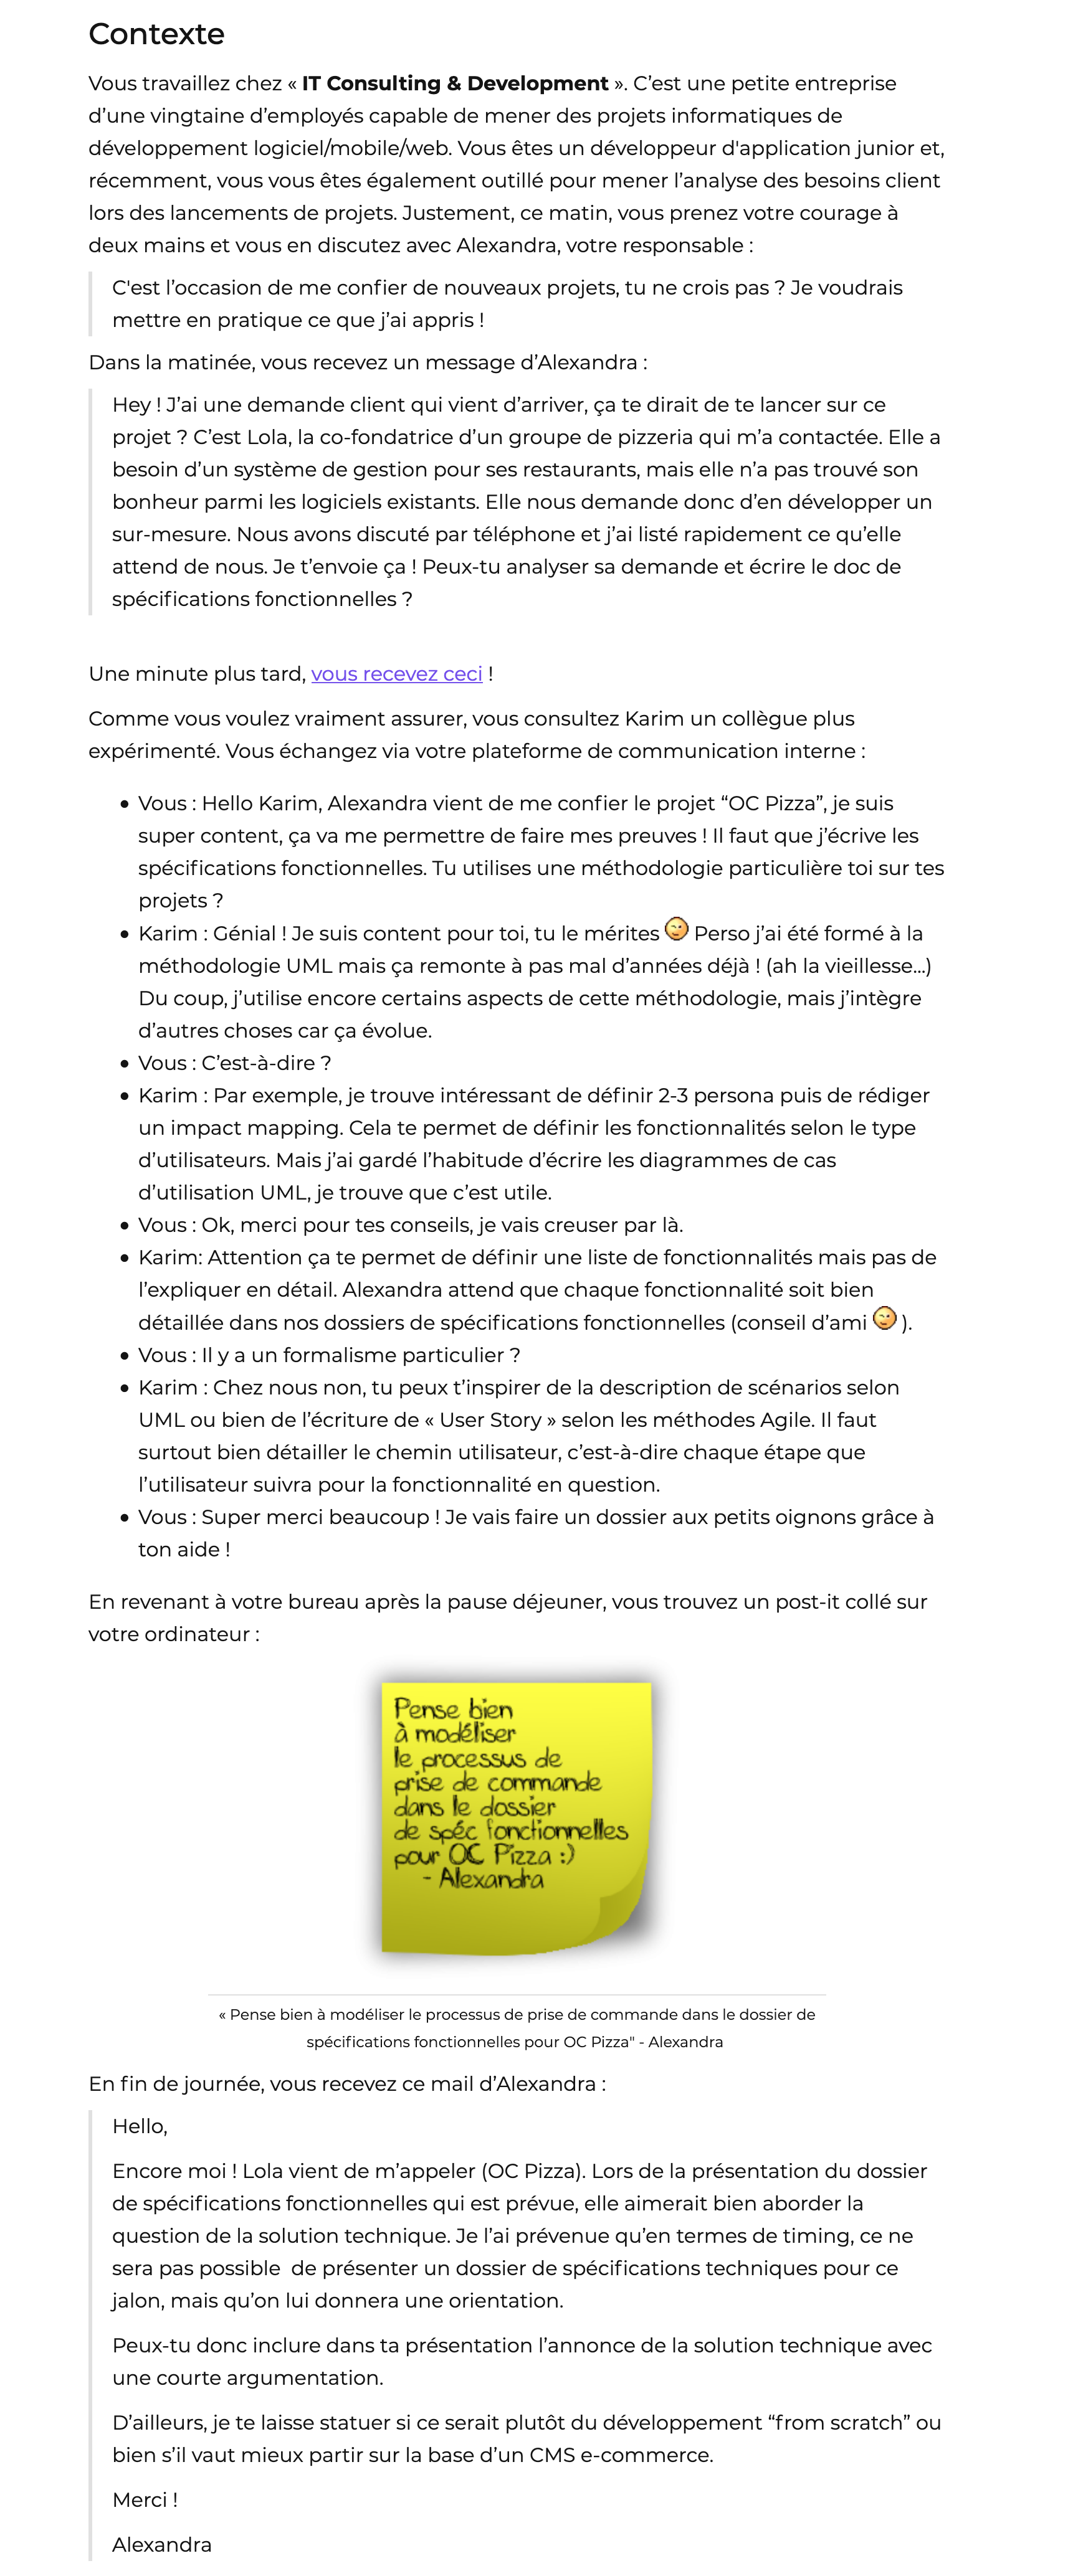 Contexte
Vous travaillez chez « IT Consulting & Development ». C’est une petite entreprise
d’une vingtaine d’employés capable de mener des projets informatiques de
développement logiciel/mobile/web. Vous êtes un développeur d'application junior et,
récemment, vous vous êtes également outillé pour mener l’analyse des besoins client
lors des lancements de projets. Justement, ce matin, vous prenez votre courage à
deux mains et vous en discutez avec Alexandra, votre responsable :
C'est l’occasion de me confier de nouveaux projets, tu ne crois pas ? Je voudrais
mettre en pratique ce que j’ai appris !
Dans la matinée, vous recevez un message d’Alexandra :
Hey ! J’ai une demande client qui vient d’arriver, ça te dirait de te lancer sur ce
projet ? C’est Lola, la co-fondatrice d’un groupe de pizzeria qui m’a contactée. Elle a
besoin d’un système de gestion pour ses restaurants, mais elle n’a pas trouvé son
bonheur parmi les logiciels existants. Elle nous demande donc d’en développer un
sur-mesure. Nous avons discuté par téléphone et j’ai listé rapidement ce qu’elle
attend de nous. Je t’envoie ça ! Peux-tu analyser sa demande et écrire le doc de
spécifications fonctionnelles ?
Une minute plus tard, vous recevez ceci !
Comme vous voulez vraiment assurer, vous consultez Karim un collègue plus
expérimenté. Vous échangez via votre plateforme de communication interne :
• Vous : Hello Karim, Alexandra vient de me confier le projet “OC Pizza”, je suis
super content, ça va me permettre de faire mes preuves ! Il faut que j’écrive les
spécifications fonctionnelles. Tu utilises une méthodologie particulière toi sur tes
projets ?
• Karim : Génial ! Je suis content pour toi, tu le mérites Perso j’ai été formé à la
méthodologie UML mais ça remonte à pas mal d’années déjà ! (ah la vieillesse…)
Du coup, j’utilise encore certains aspects de cette méthodologie, mais j’intègre
d’autres choses car ça évolue.
• Vous : C’est-à-dire ?
• Karim : Par exemple, je trouve intéressant de définir 2-3 persona puis de rédiger
un impact mapping. Cela te permet de définir les fonctionnalités selon le type
d’utilisateurs. Mais j’ai gardé l’habitude d’écrire les diagrammes de cas
d’utilisation UML, je trouve que c’est utile.
• Vous : Ok, merci pour tes conseils, je vais creuser par là.
• Karim: Attention ça te permet de définir une liste de fonctionnalités mais pas de
l’expliquer en détail. Alexandra attend que chaque fonctionnalité soit bien
détaillée dans nos dossiers de spécifications fonctionnelles (conseil d’ami ).
• Vous : Il y a un formalisme particulier ?
• Karim : Chez nous non, tu peux t’inspirer de la description de scénarios selon
UML ou bien de l’écriture de « User Story » selon les méthodes Agile. Il faut
surtout bien détailler le chemin utilisateur, c’est-à-dire chaque étape que
l’utilisateur suivra pour la fonctionnalité en question.
• Vous : Super merci beaucoup ! Je vais faire un dossier aux petits oignons grâce à
ton aide !
En revenant à votre bureau après la pause déjeuner, vous trouvez un post-it collé sur
votre ordinateur :
Pense bien
à modéliser
le processus de
prise de commande
dans le dossier
de spéc fonctionnelles
pour OC Pizza :)
- Alexandra
« Pense bien à modéliser le processus de prise de commande dans le dossier de
spécifications fonctionnelles pour OC Pizza" - Alexandra
En fin de journée, vous recevez ce mail d’Alexandra :
Hello,
Encore moi ! Lola vient de m’appeler (OC Pizza). Lors de la présentation du dossier
de spécifications fonctionnelles qui est prévue, elle aimerait bien aborder la
question de la solution technique. Je l’ai prévenue qu’en termes de timing, ce ne
sera pas possible  de présenter un dossier de spécifications techniques pour ce
jalon, mais qu’on lui donnera une orientation.
Peux-tu donc inclure dans ta présentation l’annonce de la solution technique avec
une courte argumentation.
D’ailleurs, je te laisse statuer si ce serait plutôt du développement “from scratch” ou
bien s’il vaut mieux partir sur la base d’un CMS e-commerce.
Merci !
Alexandra